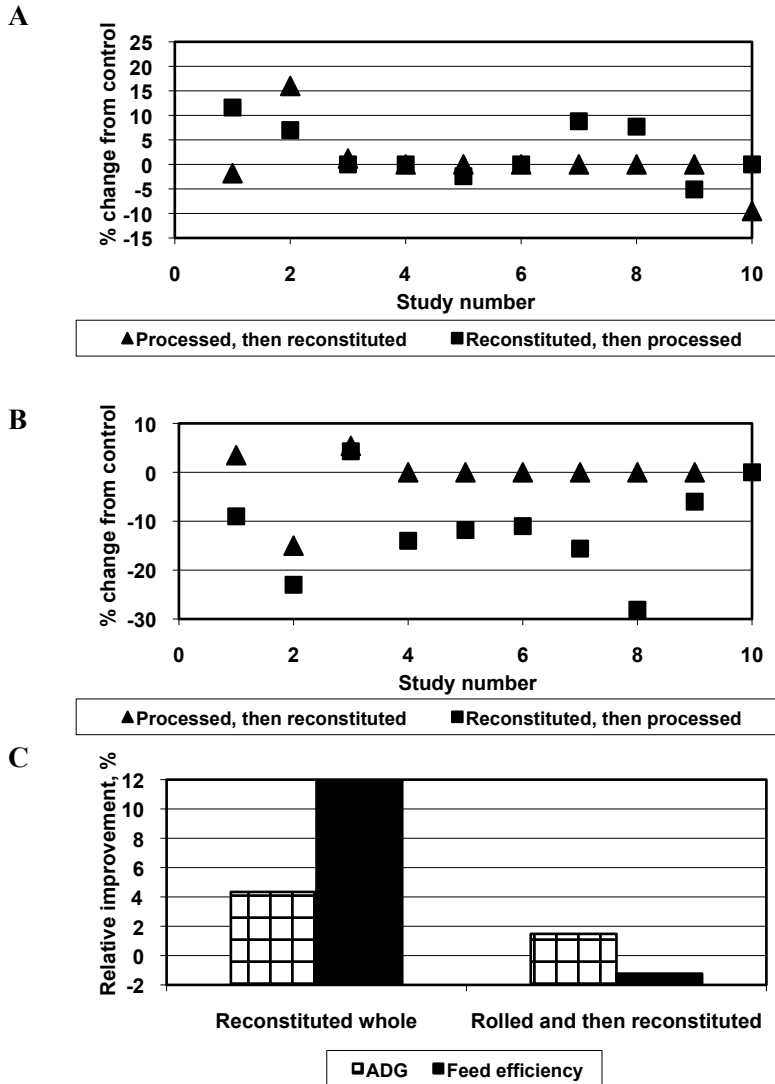 A
25
20
15
10
5
0
-5
-10
-15
% change from control
0 2 4 6 8 10
Study number
Processed, then reconstituted Reconstituted, then processed
B
10
0
-10
-20
-30
% change from control
0 2 4 6 8 10
Study number
Processed, then reconstituted Reconstituted, then processed
C
12
10
8
6
4
2
0
-2
Relative improvement, %
Reconstituted whole Rolled and then reconstituted
ADG Feed efficiency